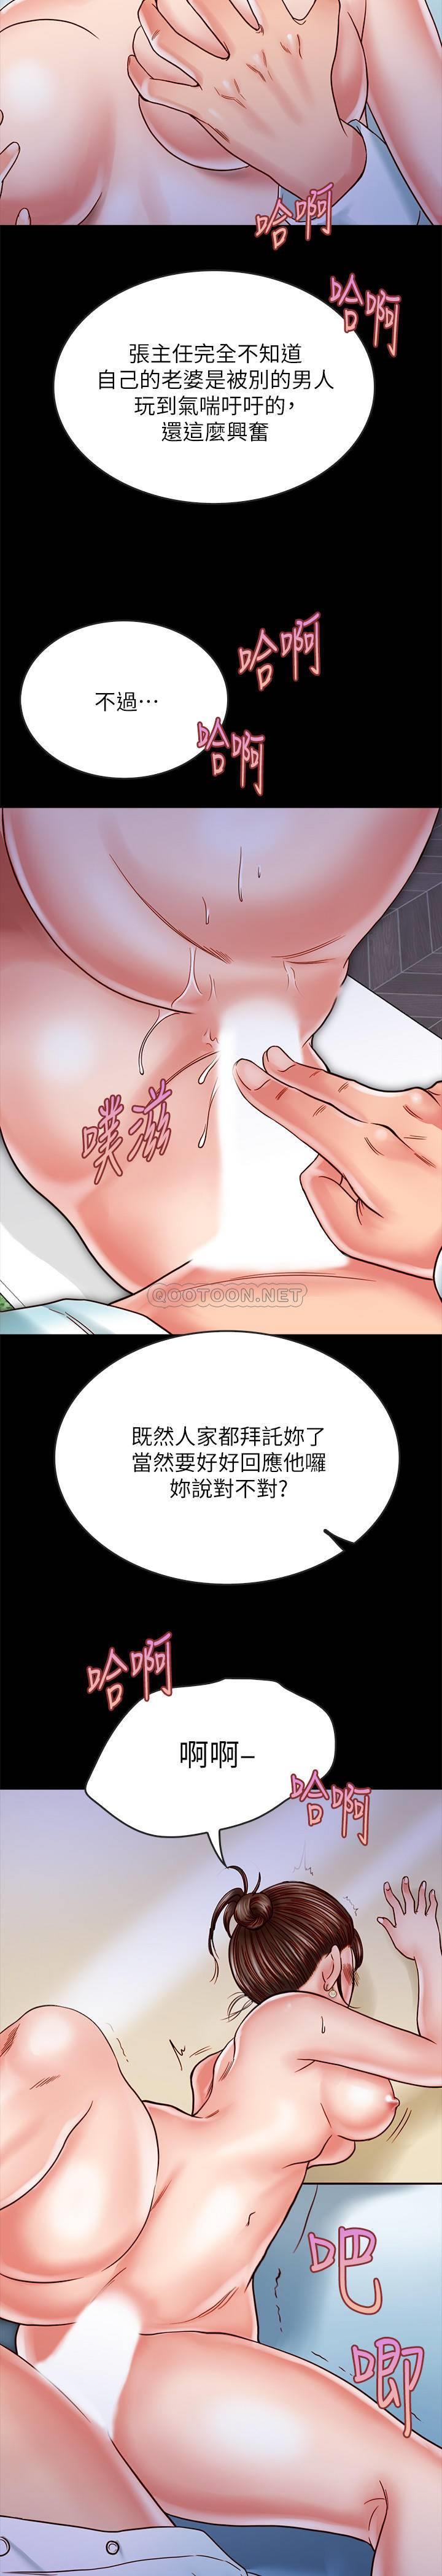 哈啊
哈啊
張主任完全不知道
自己的老婆是被別的男人
玩到氣喘吁吁的，
還這麼興奮
哈啊
不過⋯
哈啊
噗滋
QOOTOON.NET
既然人家都拜託妳了
當然要好好回應他囉
妳說對不對?
哈啊
啊啊–
哈啊
吧
唧